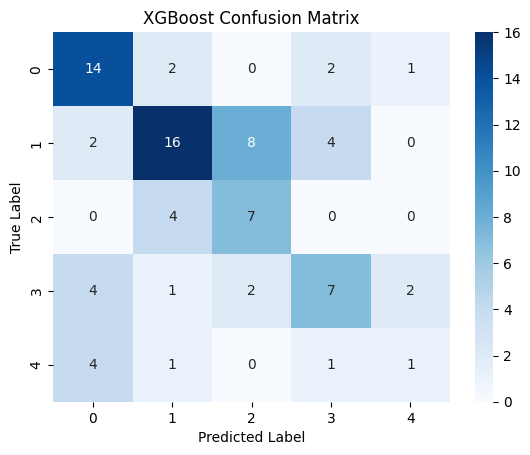 XGBoost Confusion Matrix
True Label
0 14 2 0 2 1
1 2 16 8 4 0
2 0 4 7 0 0
3 4 1 2 7 2
4 4 1 0 1 1
0 1 2 3 4
Predicted Label
16
14
12
10
8
6
4
2
0